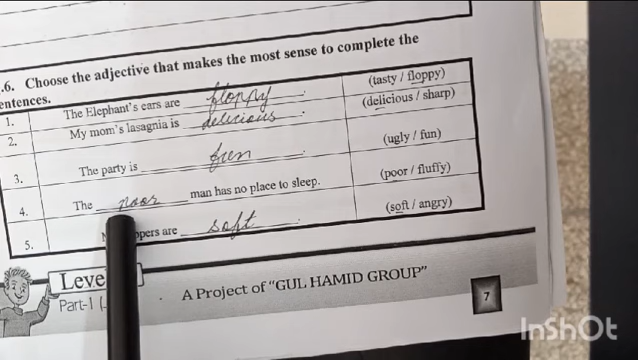 .6. Choose the adjective that makes the most sense to complete the
entences.
1. The Elephant's ears are floppy. (tasty / floppy)
2. My mom's lasagnia is delicious. (delicious / sharp)
3. The party is fun. (ugly / fun)
4. The poor man has no place to sleep. (poor / fluffy)
5. ppers are soft. (soft / angry)
Leve
Part-1
A Project of "GUL HAMID GROUP"
7
InShOt